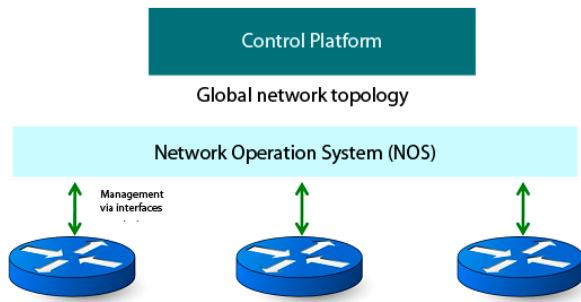 Control Platform
Global network topology
Network Operation System (NOS)
Management
via interfaces